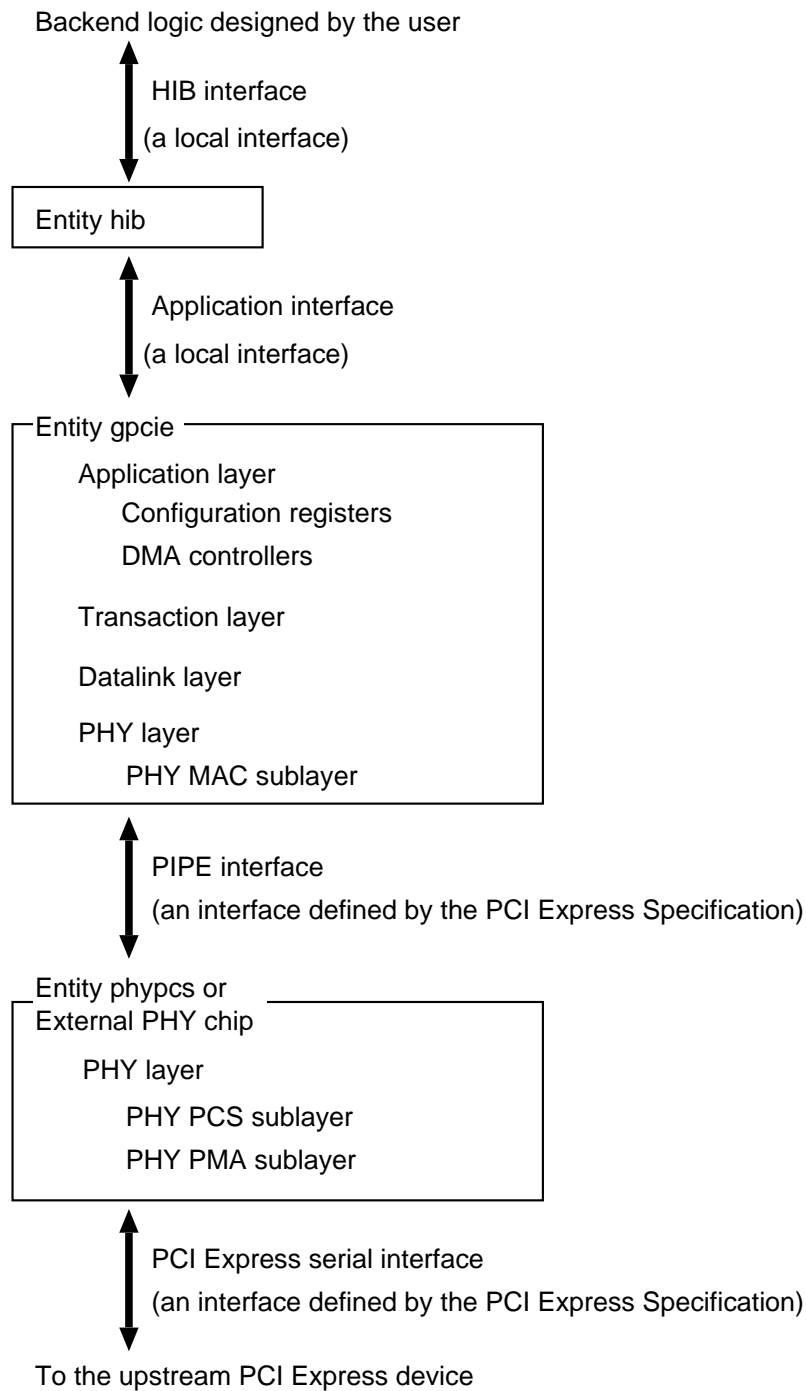 Backend logic designed by the user
HIB interface
(a local interface)
Entity hib
Application interface
(a local interface)
Entity gpcie
Application layer
Configuration registers
DMA controllers
Transaction layer
Datalink layer
PHY layer
PHY MAC sublayer
PIPE interface
(an interface defined by the PCI Express Specification)
Entity phypcs or
External PHY chip
PHY layer
PHY PCS sublayer
PHY PMA sublayer
PCI Express serial interface
(an interface defined by the PCI Express Specification)
To the upstream PCI Express device